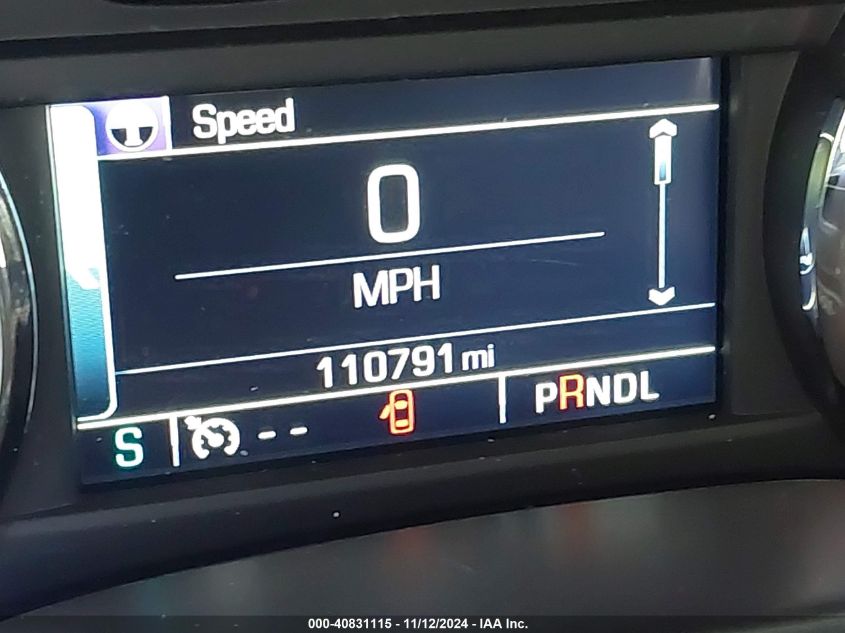 Speed
0
MPH
110791 mi
S -- PRNDL
000-40831115 - 11/12/2024 - IAA Inc.